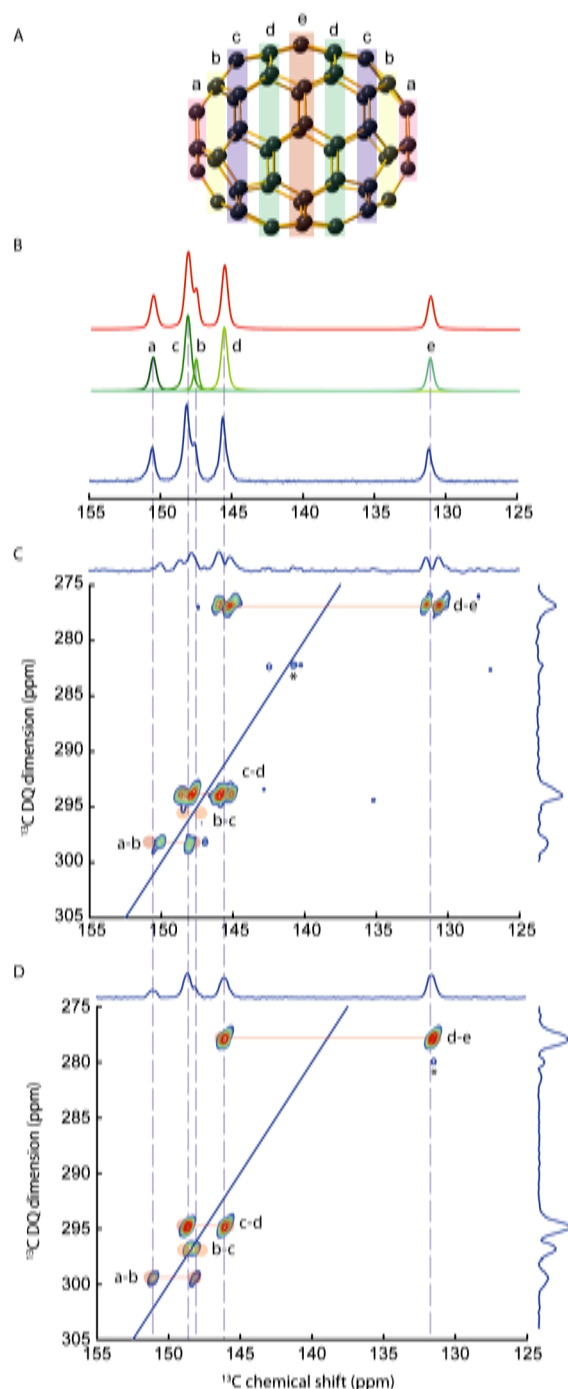 A
e
d d
c c
b b
a a
B
a c b d e
155 150 145 140 135 130 125
C
275
280
285
290
295
300
305
¹³C DQ dimension (ppm)
d-e
*
c-d
b-c
a-b
155 150 145 140 135 130 125
D
275
280
285
290
295
300
305
¹³C DQ dimension (ppm)
d-e
*
c-d
b-c
a-b
155 150 145 140 135 130 125
¹³C chemical shift (ppm)